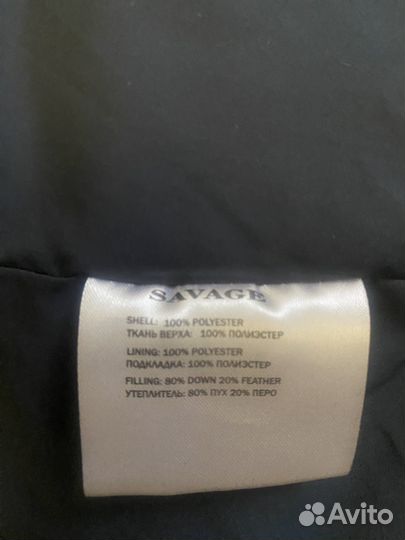 SAVAGE
SHELL: 100% POLYESTER
ТКАНЬ ВЕРХА: 100% ПОЛИЭСТЕР
LINING: 100% POLYESTER
ПОДКЛАДКА: 100% ПОЛИЭСТЕР
FILLING: 80% DOWN 20% FEATHER
УТЕПЛИТЕЛЬ: 80% ПУХ 20% ПЕРО
Avito